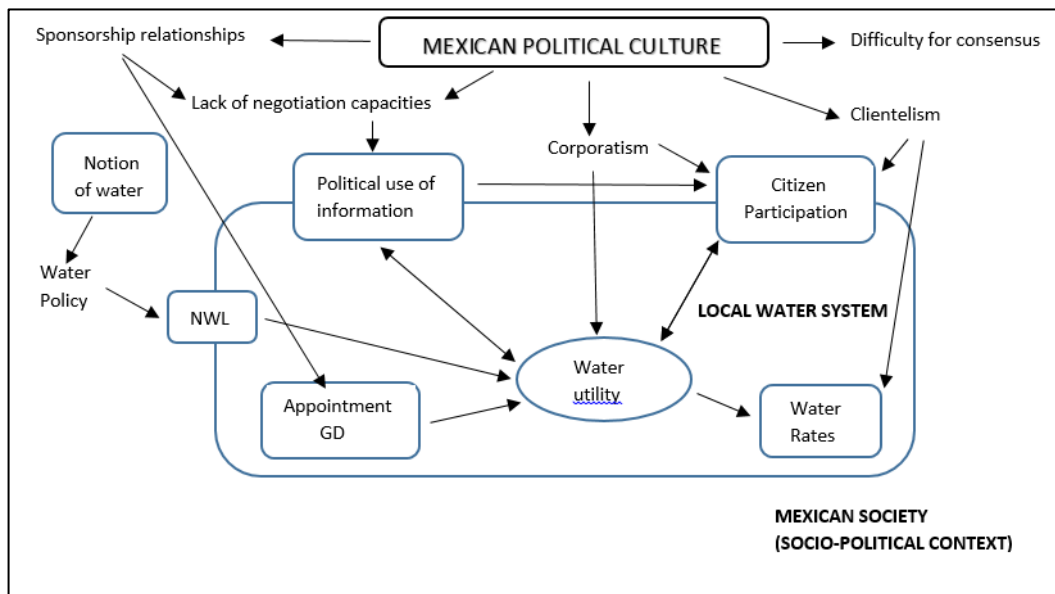 Sponsorship relationships
MEXICAN POLITICAL CULTURE
Difficulty for consensus
Lack of negotiation capacities
Clientelism
Corporatism
Notion
of water
Political use of
information
Citizen
Participation
Water
Policy
NWL
LOCAL WATER SYSTEM
Water
utility
Appointment
GD
Water
Rates
MEXICAN SOCIETY
(SOCIO-POLITICAL CONTEXT)